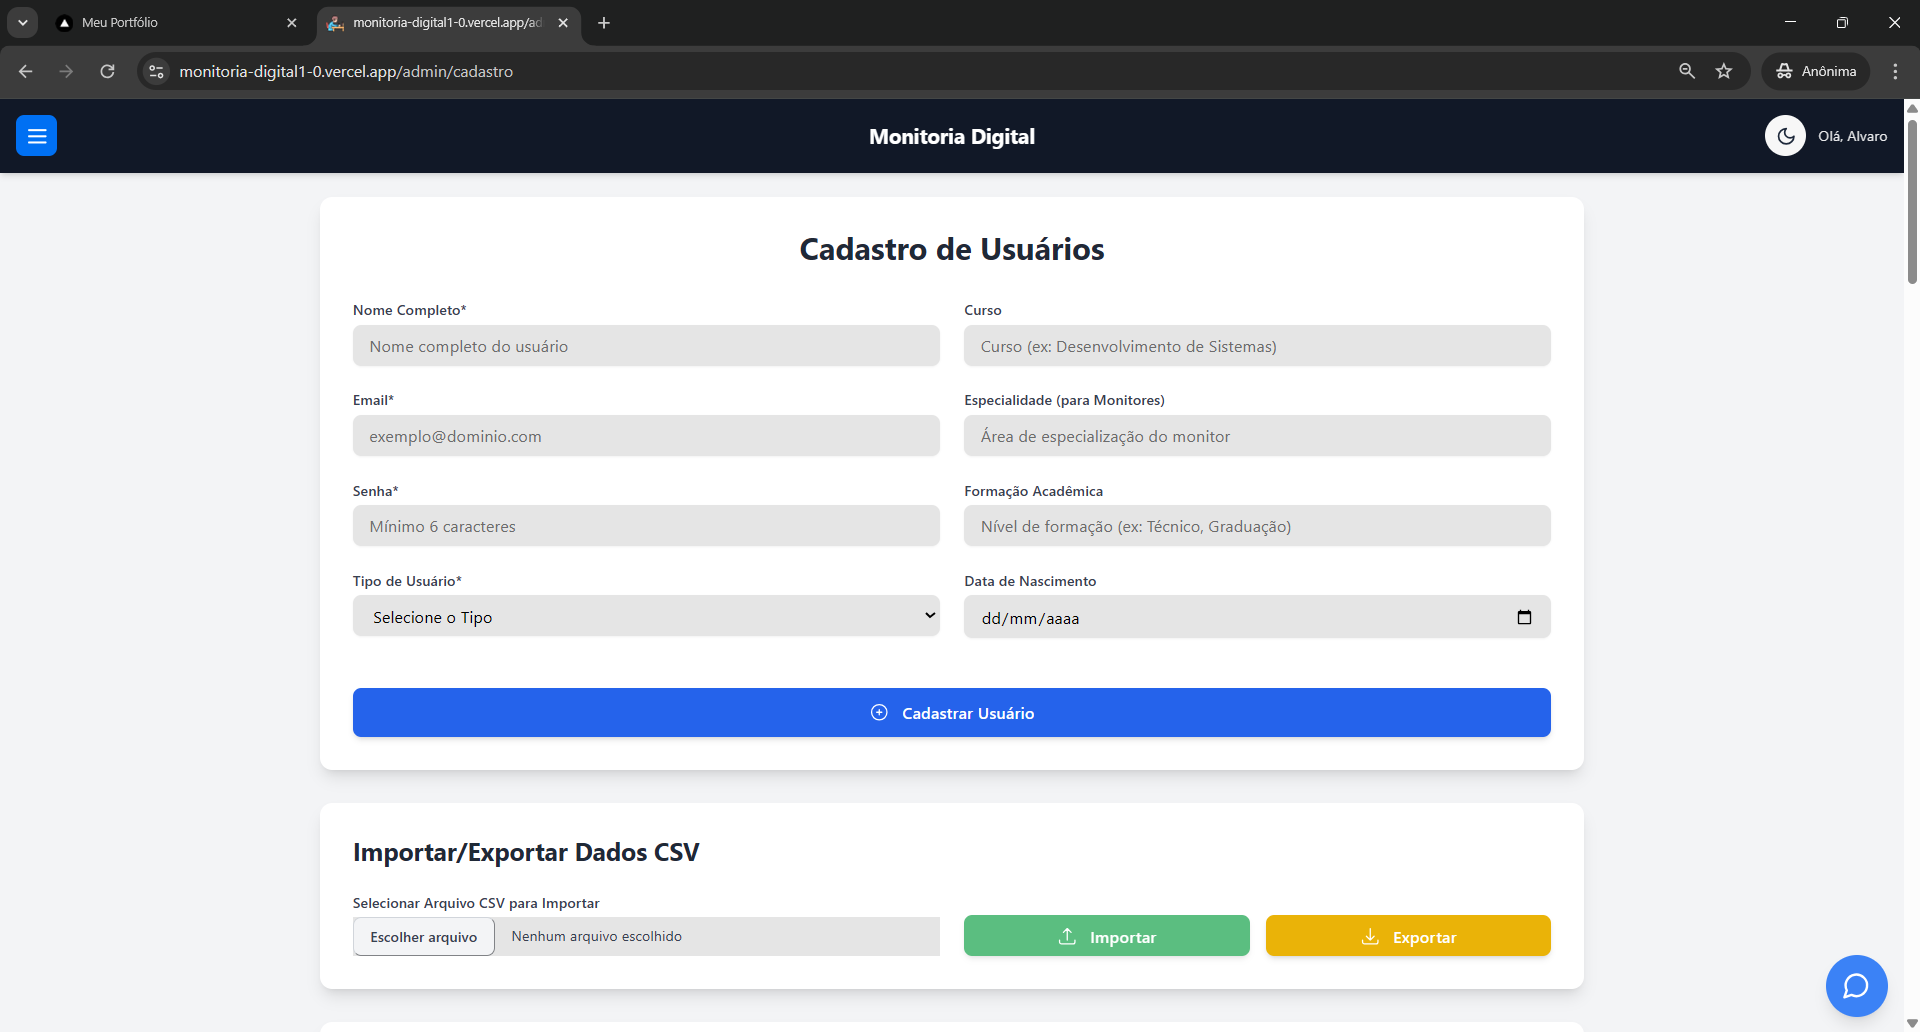 Meu Portfólio
monitoria-digital1-0.vercel.app/ad
monitoria-digital1-0.vercel.app/admin/cadastro
Anônima
Monitoria Digital
Olá, Alvaro
Cadastro de Usuários
Nome Completo*
Curso
Nome completo do usuário
Curso (ex: Desenvolvimento de Sistemas)
Email*
Especialidade (para Monitores)
exemplo@dominio.com
Área de especialização do monitor
Senha*
Formação Acadêmica
Mínimo 6 caracteres
Nível de formação (ex: Técnico, Graduação)
Tipo de Usuário*
Data de Nascimento
Selecione o Tipo
dd/mm/aaaa
Cadastrar Usuário
Importar/Exportar Dados CSV
Selecionar Arquivo CSV para Importar
Escolher arquivo
Nenhum arquivo escolhido
Importar
Exportar